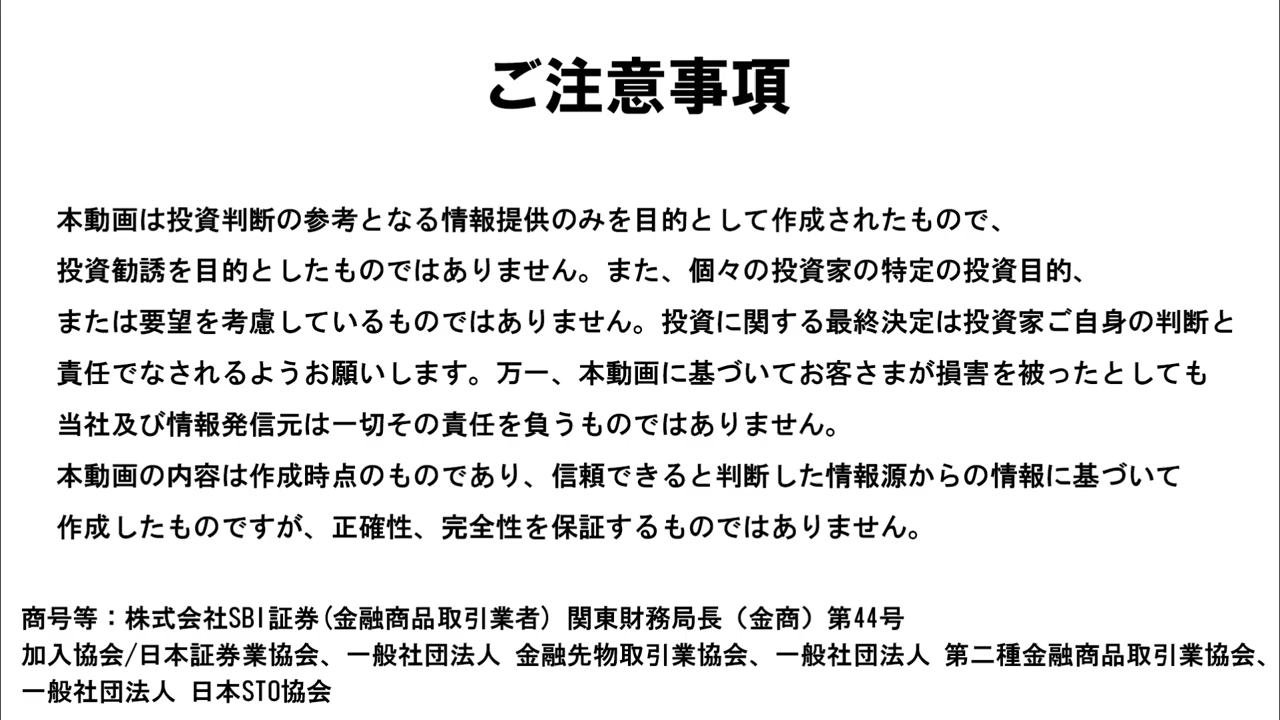 ご注意事項
本動画は投資判断の参考となる情報提供のみを目的として作成されたもので、
投資勧誘を目的としたものではありません。また、個々の投資家の特定の投資目的、
または要望を考慮しているものではありません。投資に関する最終決定は投資家ご自身の判断と
責任でなされるようお願いします。万一、本動画に基づいてお客さまが損害を被ったとしても
当社及び情報発信元は一切その責任を負うものではありません。
本動画の内容は作成時点のものであり、信頼できると判断した情報源からの情報に基づいて
作成したものですが、正確性、完全性を保証するものではありません。
商号等：株式会社SBI証券(金融商品取引業者) 関東財務局長（金商）第44号
加入協会/日本証券業協会、一般社団法人 金融先物取引業協会、一般社団法人 第二種金融商品取引業協会、
一般社団法人 日本STO協会